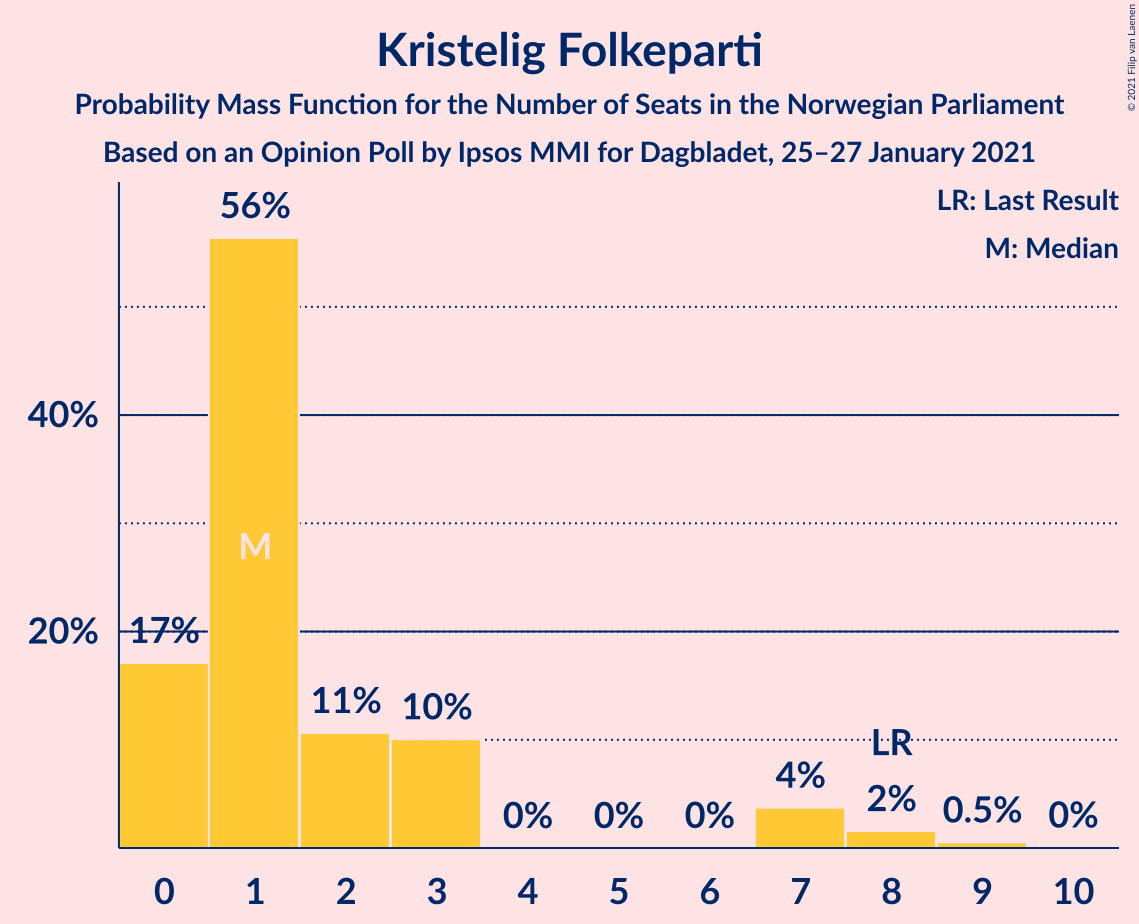 Kristelig Folkeparti
Probability Mass Function for the Number of Seats in the Norwegian Parliament
Based on an Opinion Poll by Ipsos MMI for Dagbladet, 25–27 January 2021
© 2021 Filip van Laenen
LR: Last Result
M: Median
56%
40%
M
20%
17%
11%
10%
LR
4%
2%
0.5%
0%
0%
0%
0%
0 1 2 3 4 5 6 7 8 9 10